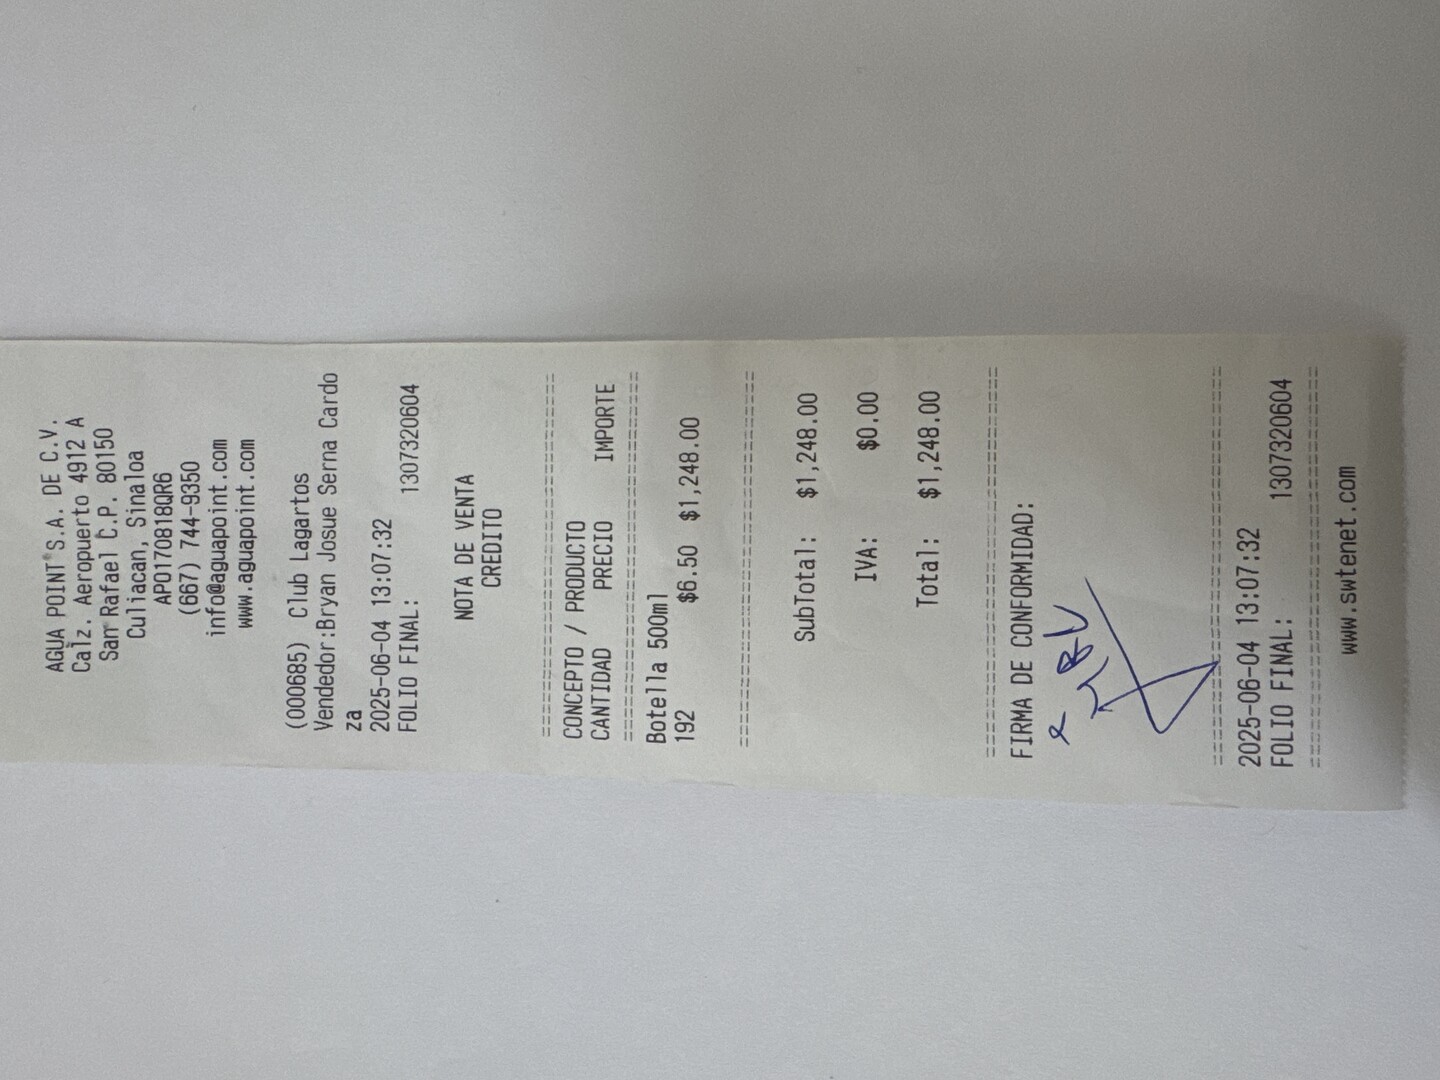 AGUA POINT S.A. DE C.V.
Calz. Aeropuerto 4912 A
San Rafael C.P. 80150
Culiacan, Sinaloa
APO170818QR6
(667) 744-9350
info@aguapoint.com
www.aguapoint.com
(000685) Club Lagartos
Vendedor:Bryan Josue Serna Cardo
za
2025-06-04 13:07:32
FOLIO FINAL: 1307320604
NOTA DE VENTA
CREDITO
CONCEPTO / PRODUCTO
CANTIDAD PRECIO IMPORTE
Botella 500ml
192 $6.50 $1,248.00
SubTotal: $1,248.00
IVA: $0.00
Total: $1,248.00
FIRMA DE CONFORMIDAD:
2025-06-04 13:07:32
FOLIO FINAL: 1307320604
www.swtenet.com